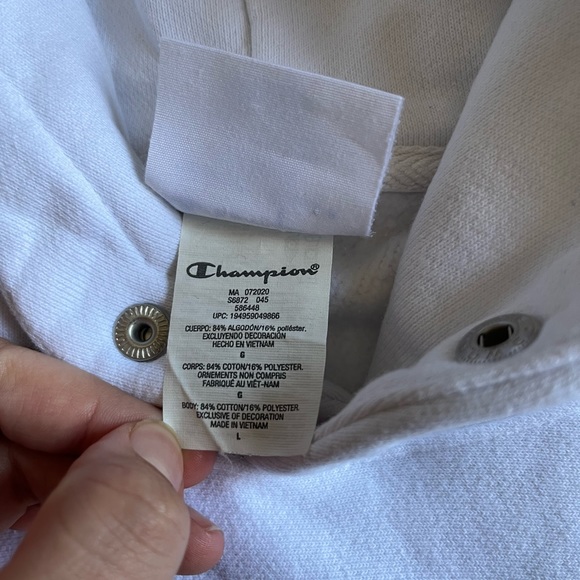 Champion®
MA 072020
S6872 045
586448
UPC: 194959049866
CUERPO: 84% ALGODÓN/16% poliéster.
EXCLUYENDO DECORACIÓN
HECHO EN VIETNAM
G
CORPS: 84% COTON/16% POLYESTER.
ORNEMENTS NON COMPRIS
FABRIQUÉ AU VIÊT-NAM
G
BODY: 84% COTTON/16% POLYESTER.
EXCLUSIVE OF DECORATION
MADE IN VIETNAM
L